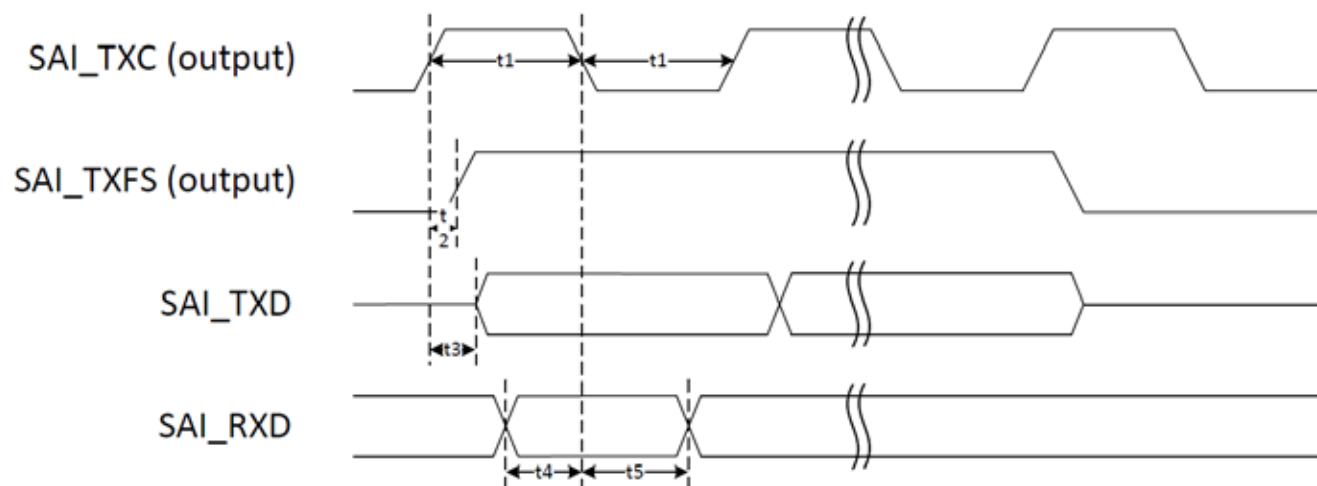 SAI_TXC (output)
t1 t1
SAI_TXFS (output)
t
2
SAI_TXD
t3
SAI_RXD
t4 t5